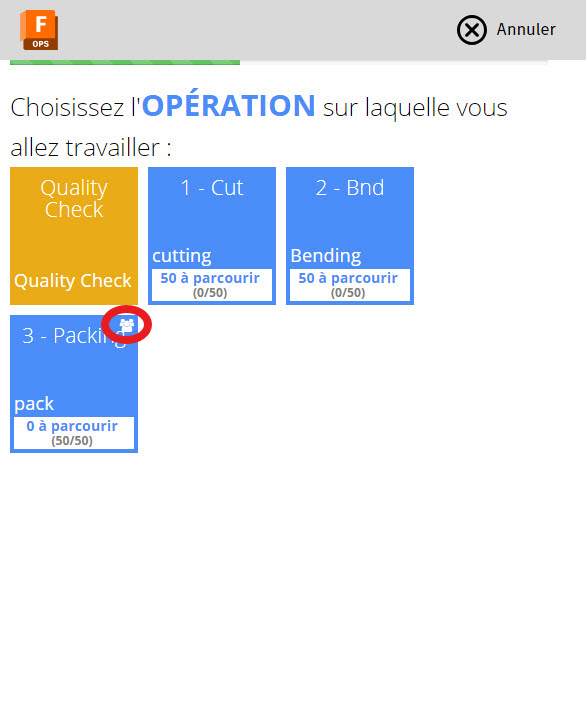 F
OPS
Annuler
Choisissez l'OPÉRATION sur laquelle vous
allez travailler :
Quality
Check
Quality Check
1 - Cut
cutting
50 à parcourir
(0/50)
2 - Bnd
Bending
50 à parcourir
(0/50)
3 - Packing
pack
0 à parcourir
(50/50)